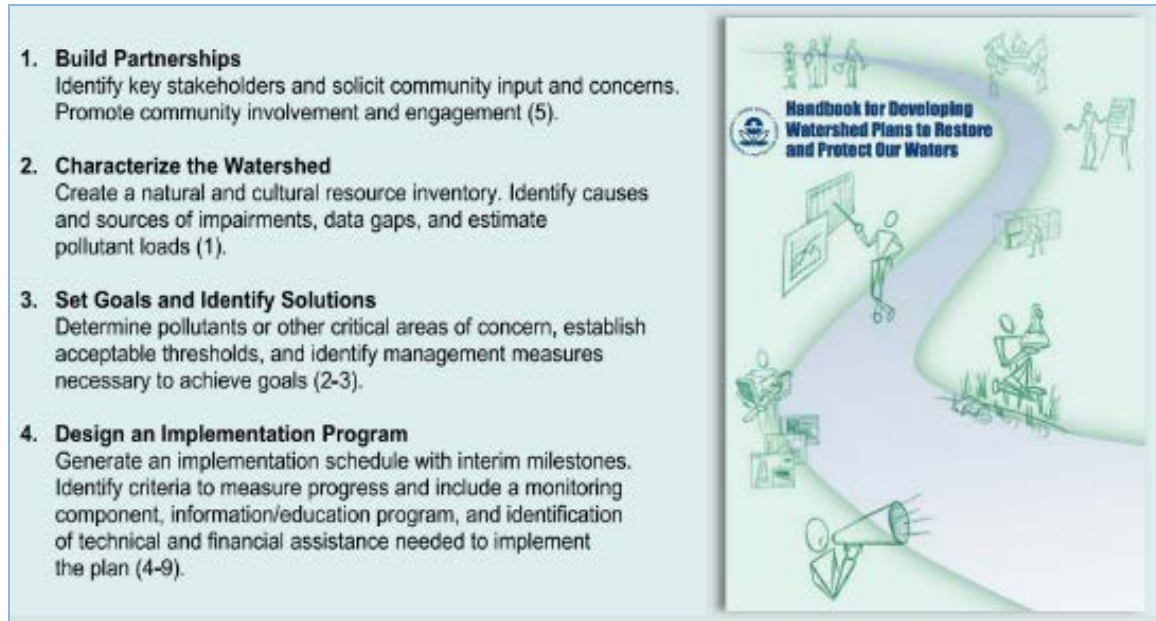 1. Build Partnerships
Identify key stakeholders and solicit community input and concerns.
Promote community involvement and engagement (5).
2. Characterize the Watershed
Create a natural and cultural resource inventory. Identify causes
and sources of impairments, data gaps, and estimate
pollutant loads (1).
3. Set Goals and Identify Solutions
Determine pollutants or other critical areas of concern, establish
acceptable thresholds, and identify management measures
necessary to achieve goals (2-3).
4. Design an Implementation Program
Generate an implementation schedule with interim milestones.
Identify criteria to measure progress and include a monitoring
component, information/education program, and identification
of technical and financial assistance needed to implement
the plan (4-9).
Handbook for Developing
Watershed Plans to Restore
and Protect Our Waters